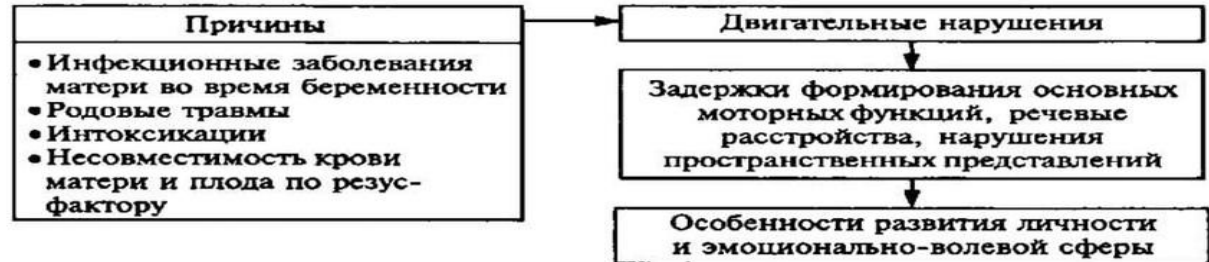 Причины
• Инфекционные заболевания
матери во время беременности
• Родовые травмы
• Интоксикации
• Несовместимость крови
матери и плода по резус-
фактору
Двигательные нарушения
Задержки формирования основных
моторных функций, речевые
расстройства, нарушения
пространственных представлений
Особенности развития личности
и эмоционально-волевой сферы